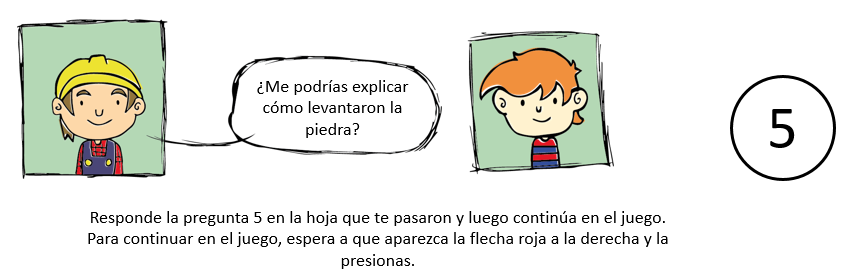 ¿Me podrías explicar
cómo levantaron la
piedra?
5
Responde la pregunta 5 en la hoja que te pasaron y luego continúa en el juego.
Para continuar en el juego, espera a que aparezca la flecha roja a la derecha y la
presionas.